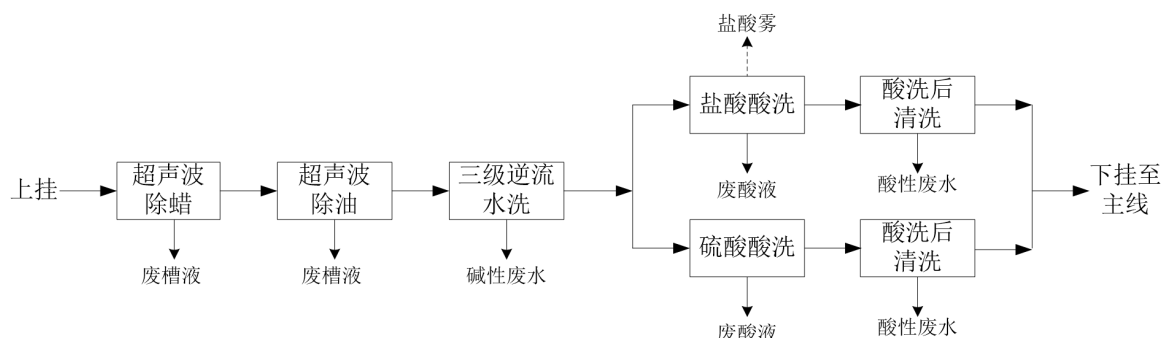 盐酸雾
盐酸酸洗
酸洗后
清洗
废酸液
酸性废水
上挂
超声波
除蜡
超声波
除油
三级逆流
水洗
下挂至
主线
废槽液
废槽液
碱性废水
硫酸酸洗
酸洗后
清洗
废酸液
酸性废水